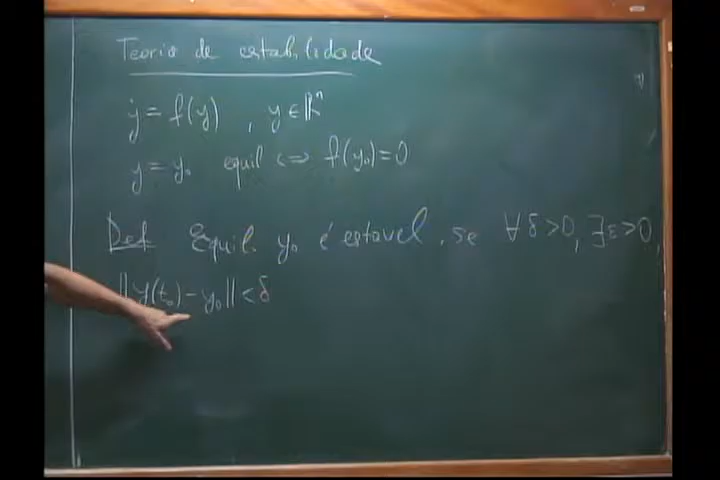 Teoria de estabilidade
ẏ = f(y) , y ∈ ℝⁿ
y = y₀ equil <=> f(y₀) = 0
Def Equil y₀ é estavel, se ∀ δ > 0, ∃ ε > 0,
|| y(t₀) - y₀ || < δ